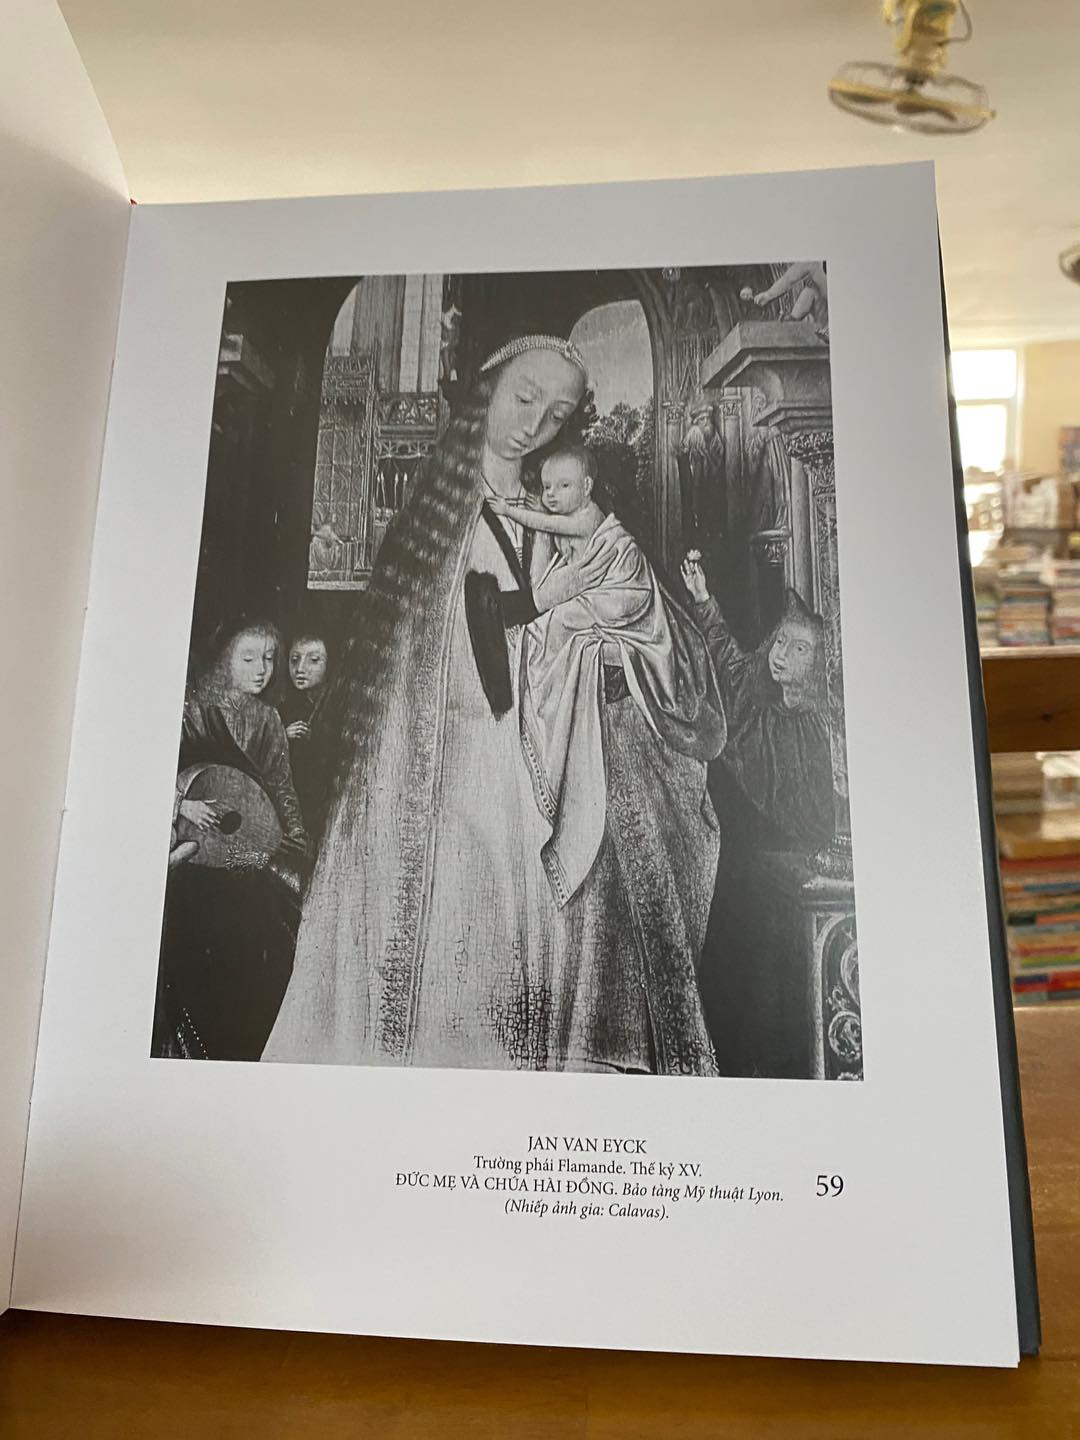 JAN VAN EYCK
Trường phái Flamande. Thế kỷ XV.
ĐỨC MẸ VÀ CHÚA HÀI ĐỒNG. Bảo tàng Mỹ thuật Lyon.
(Nhiếp ảnh gia: Calavas).
59